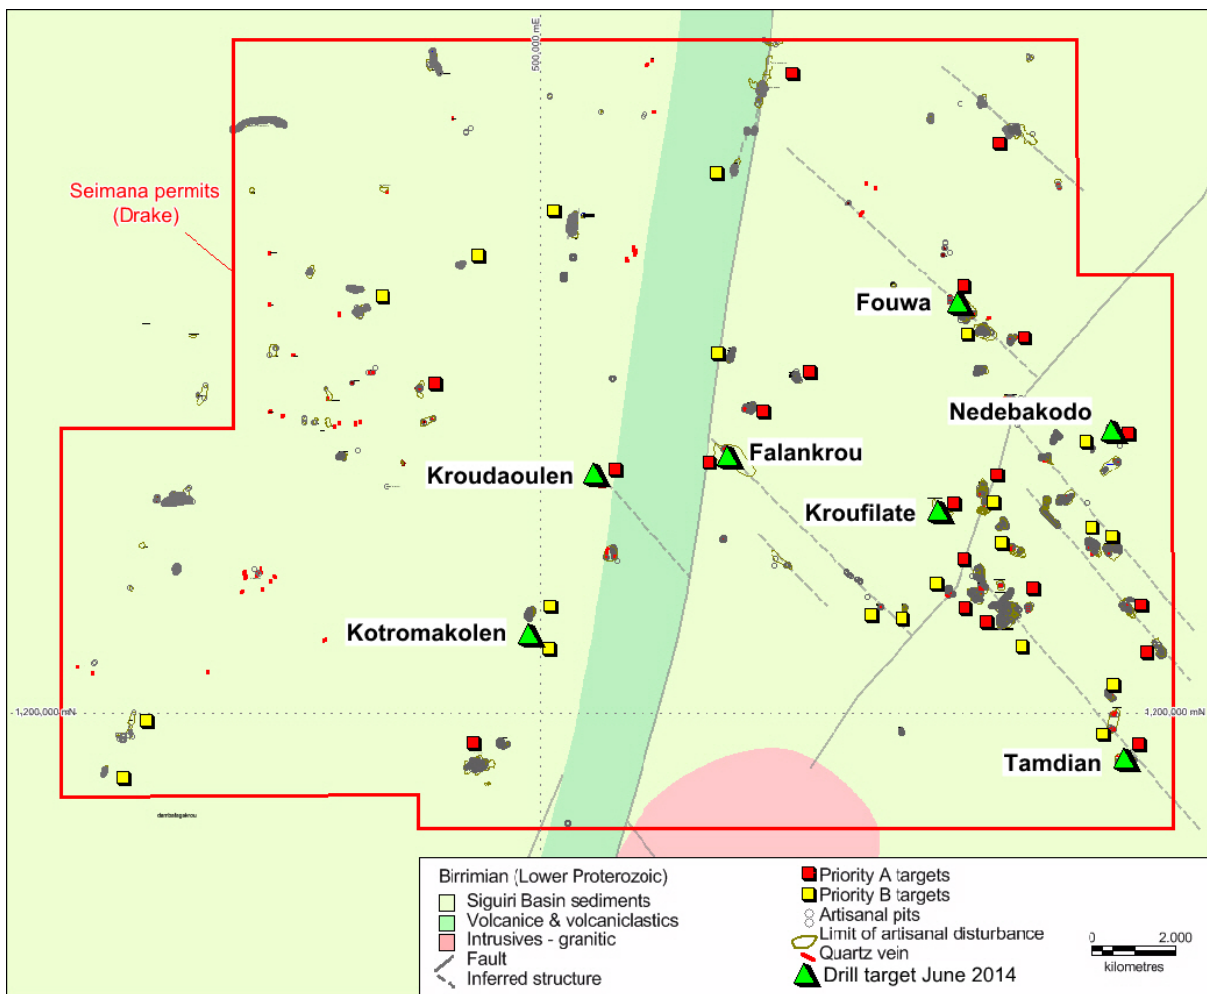 500,000 mE
Seimana permits
(Drake)
Fouwa
Nedebakodo
Falankrou
Kroudaoulen
Kroufilate
Kotromakolen
1,200,000 mN
1,200,000 mN
Tamdian
Birrimian (Lower Proterozoic)
Siguiri Basin sediments
Volcanice & volcaniclastics
Intrusives - granitic
Fault
Inferred structure
Priority A targets
Priority B targets
Artisanal pits
Limit of artisanal disturbance
Quartz vein
Drill target June 2014
0 2.000
kilometres